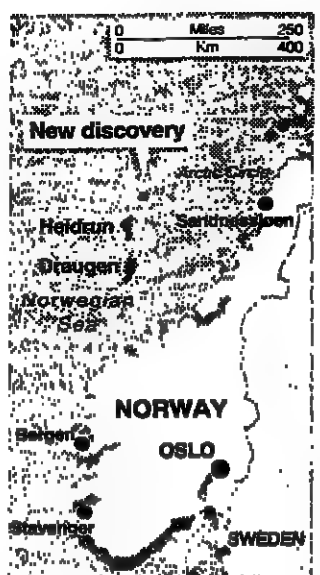 0 Miles 250
0 Km 400
New discovery
Arctic Circle
Sandnessjoen
Heidrun
Draugen
Norwegian
Sea
NORWAY
Bergen
OSLO
Stavanger
SWEDEN